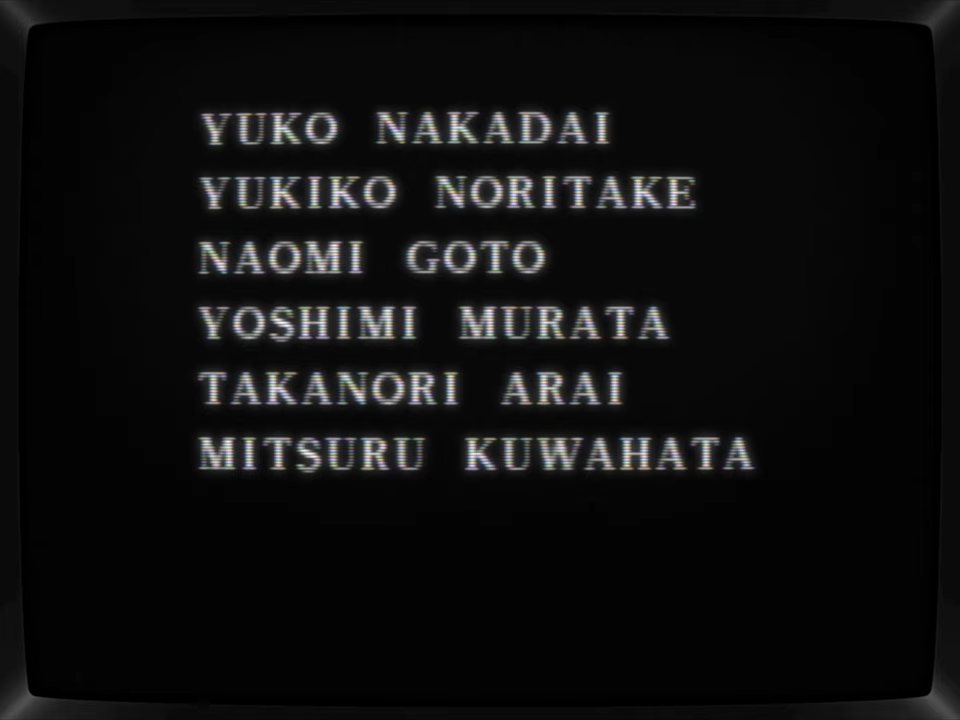 YUKO NAKADAI
YUKIKO NORITAKE
NAOMI GOTO
YOSHIMI MURATA
TAKANORI ARAI
MITSURU KUWAHATA